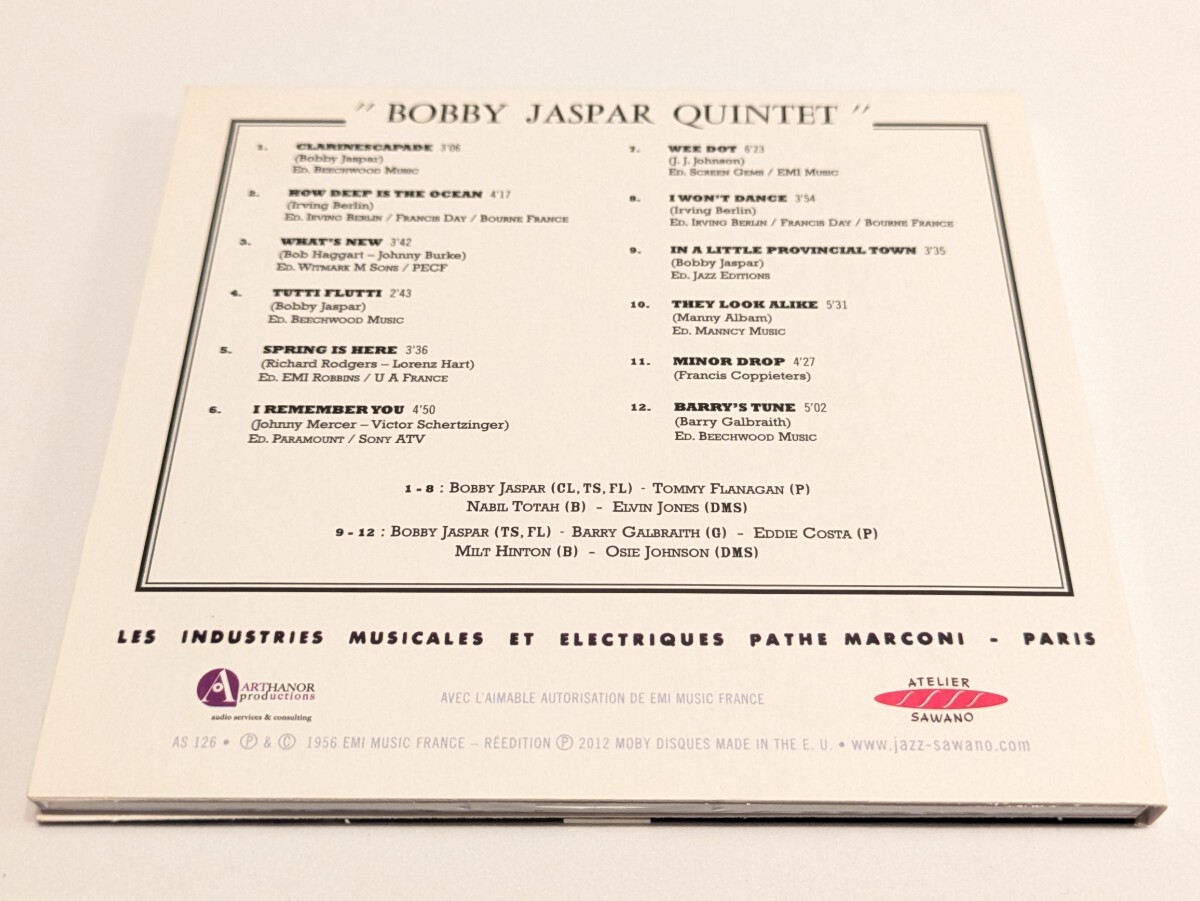 " BOBBY JASPAR QUINTET "
1. CLARINESCAPADE 3'06
(Bobby Jaspar)
ED. BEECHWOOD MUSIC
2. HOW DEEP IS THE OCEAN 4'17
(Irving Berlin)
ED. IRVING BERLIN / FRANCIS DAY / BOURNE FRANCE
3. WHAT'S NEW 3'42
(Bob Haggart – Johnny Burke)
ED. WITMARK M SONS / PECF
4. TUTTI FLUTTI 2'43
(Bobby Jaspar)
ED. BEECHWOOD MUSIC
5. SPRING IS HERE 3'36
(Richard Rodgers – Lorenz Hart)
ED. EMI ROBBINS / U A FRANCE
6. I REMEMBER YOU 4'50
(Johnny Mercer – Victor Schertzinger)
ED. PARAMOUNT / SONY ATV
7. WEE DOT 6'23
(J. J. Johnson)
ED. SCREEN GEMS / EMI MUSIC
8. I WON'T DANCE 3'54
(Irving Berlin)
ED. IRVING BERLIN / FRANCIS DAY / BOURNE FRANCE
9. IN A LITTLE PROVINCIAL TOWN 3'35
(Bobby Jaspar)
ED. JAZZ EDITIONS
10. THEY LOOK ALIKE 5'31
(Manny Albam)
ED. MANNCY MUSIC
11. MINOR DROP 4'27
(Francis Coppieters)
12. BARRY'S TUNE 5'02
(Barry Galbraith)
ED. BEECHWOOD MUSIC
1 - 8 : BOBBY JASPAR (CL, TS, FL) - TOMMY FLANAGAN (P)
NABIL TOTAH (B) - ELVIN JONES (DMS)
9 - 12 : BOBBY JASPAR (TS, FL) - BARRY GALBRAITH (G) - EDDIE COSTA (P)
MILT HINTON (B) - OSIE JOHNSON (DMS)
LES INDUSTRIES MUSICALES ET ELECTRIQUES PATHE MARCONI - PARIS
ARTHANOR
productions
audio services & consulting
AVEC L'AIMABLE AUTORISATION DE EMI MUSIC FRANCE
ATELIER
SAWANO
AS 126 • Ⓟ & © 1956 EMI MUSIC FRANCE – RÉEDITION Ⓟ 2012 MOBY DISQUES MADE IN THE E. U. • www.jazz-sawano.com